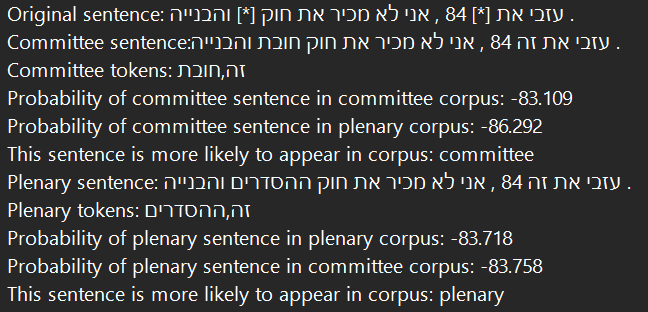 Original sentence: עזבי את [*] 84 , אני לא מכיר את חוק [*] והבנייה .
Committee sentence:עזבי את זה 84 , אני לא מכיר את חוק חובת והבנייה .
Committee tokens: זה,חובת
Probability of committee sentence in committee corpus: -83.109
Probability of committee sentence in plenary corpus: -86.292
This sentence is more likely to appear in corpus: committee
Plenary sentence: עזבי את זה 84 , אני לא מכיר את חוק ההסדרים והבנייה .
Plenary tokens: זה,ההסדרים
Probability of plenary sentence in plenary corpus: -83.718
Probability of plenary sentence in committee corpus: -83.758
This sentence is more likely to appear in corpus: plenary